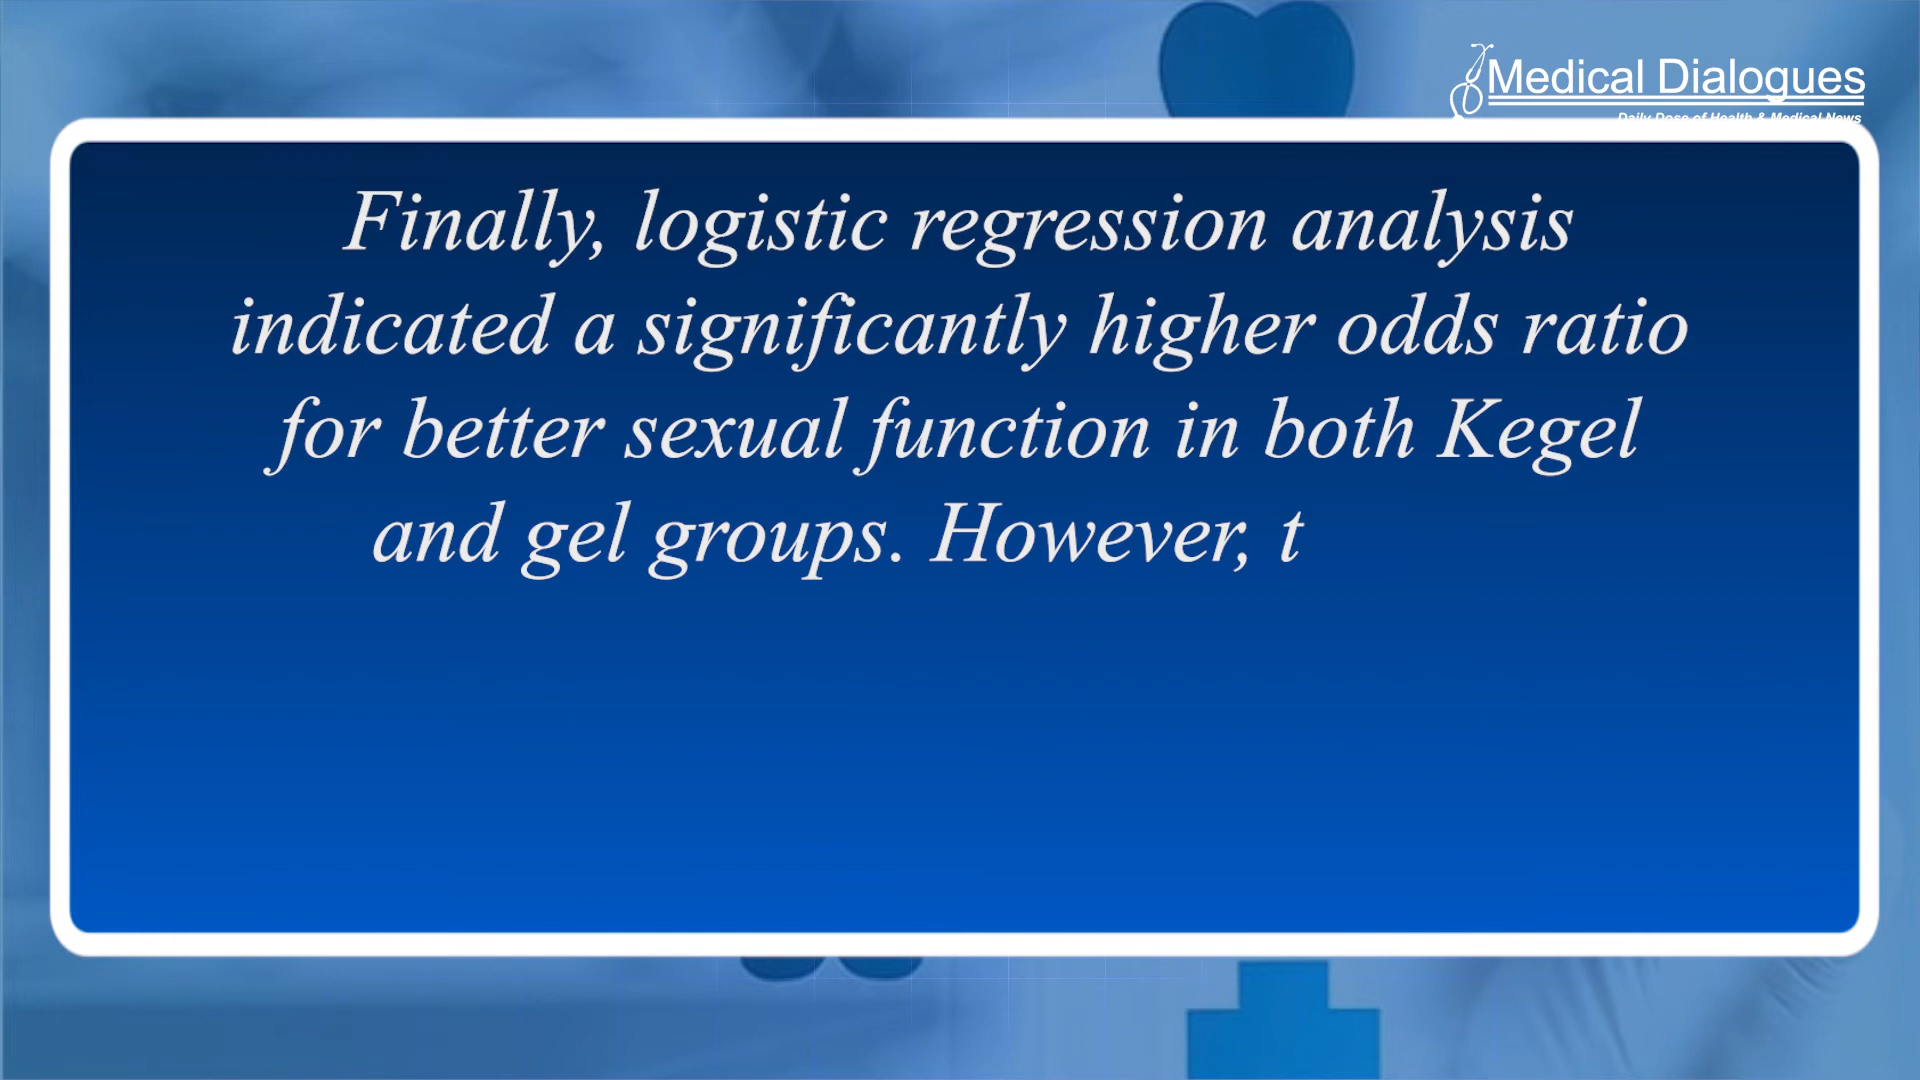 Medical Dialogues
Daily Dose of Health & Medical News
Finally, logistic regression analysis
indicated a significantly higher odds ratio
for better sexual function in both Kegel
and gel groups. However, t